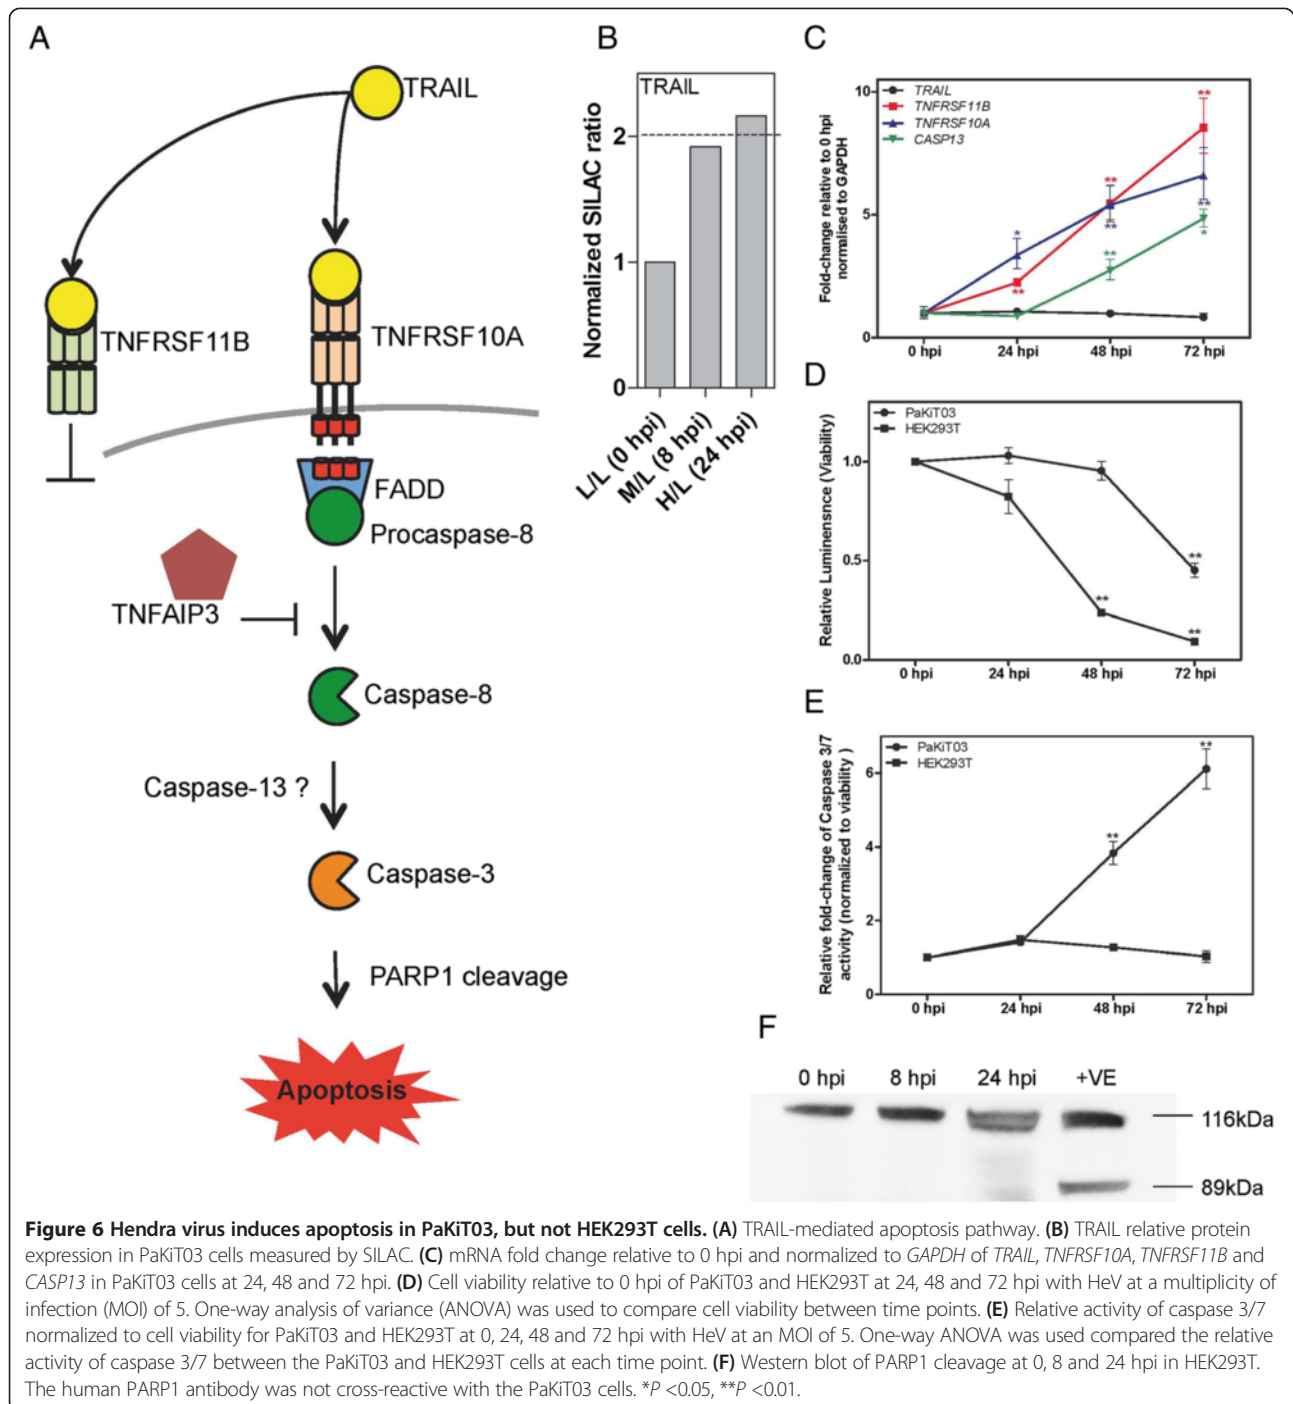 A
TRAIL
TNFRSF11B
TNFRSF10A
FADD
Procaspase-8
TNFAIP3
Caspase-8
Caspase-13 ?
Caspase-3
PARP1 cleavage
Apoptosis
B
TRAIL
Normalized SILAC ratio
2
1
0
L/L (0 hpi)
M/L (8 hpi)
H/L (24 hpi)
C
Fold-change relative to 0 hpi
normalised to GAPDH
10
5
0
TRAIL
TNFRSF11B
TNFRSF10A
CASP13
*
**
**
**
**
**
**
*
0 hpi
24 hpi
48 hpi
72 hpi
D
Relative Luminensnce (Viability)
1.0
0.5
0.0
PaKiT03
HEK293T
**
**
**
0 hpi
24 hpi
48 hpi
72 hpi
E
Relative fold-change of Caspase 3/7
activity (normalized to viability )
6
4
2
0
PaKiT03
HEK293T
**
**
0 hpi
24 hpi
48 hpi
72 hpi
F
0 hpi 8 hpi 24 hpi +VE
116kDa
89kDa
Figure 6 Hendra virus induces apoptosis in PaKiT03, but not HEK293T cells. (A) TRAIL-mediated apoptosis pathway. (B) TRAIL relative protein
expression in PaKiT03 cells measured by SILAC. (C) mRNA fold change relative to 0 hpi and normalized to GAPDH of TRAIL, TNFRSF10A, TNFRSF11B and
CASP13 in PaKiT03 cells at 24, 48 and 72 hpi. (D) Cell viability relative to 0 hpi of PaKiT03 and HEK293T at 24, 48 and 72 hpi with HeV at a multiplicity of
infection (MOI) of 5. One-way analysis of variance (ANOVA) was used to compare cell viability between time points. (E) Relative activity of caspase 3/7
normalized to cell viability for PaKiT03 and HEK293T at 0, 24, 48 and 72 hpi with HeV at an MOI of 5. One-way ANOVA was used compared the relative
activity of caspase 3/7 between the PaKiT03 and HEK293T cells at each time point. (F) Western blot of PARP1 cleavage at 0, 8 and 24 hpi in HEK293T.
The human PARP1 antibody was not cross-reactive with the PaKiT03 cells. *P <0.05, **P <0.01.